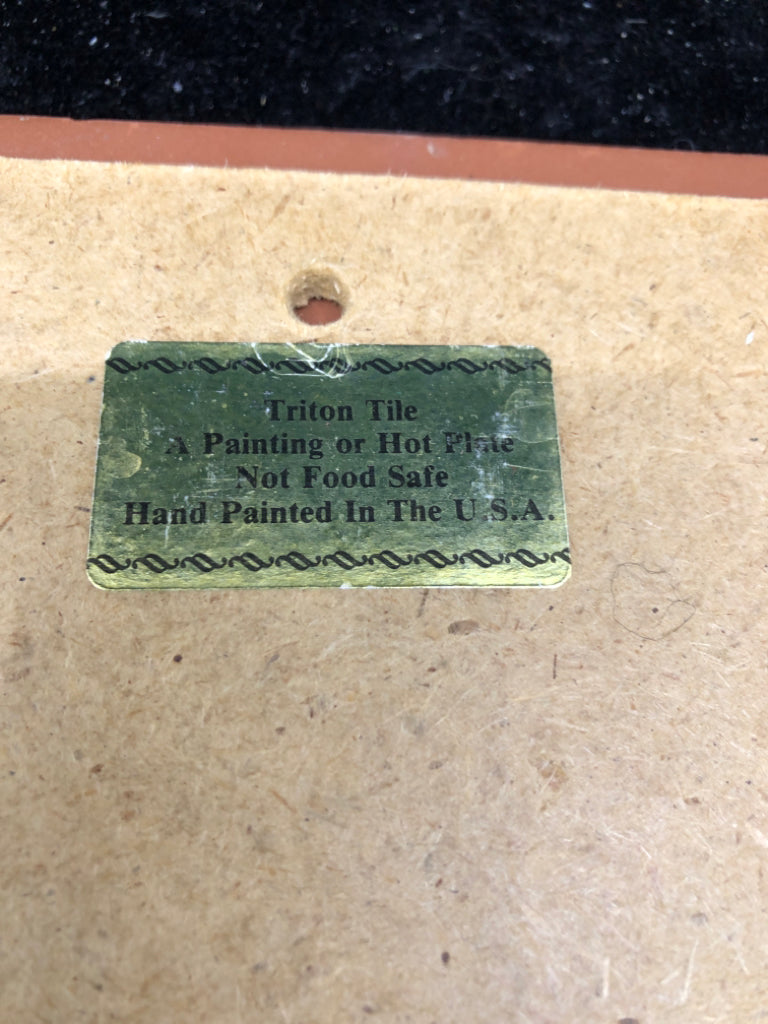 Triton Tile
A Painting or Hot Plate
Not Food Safe
Hand Painted In The U.S.A.